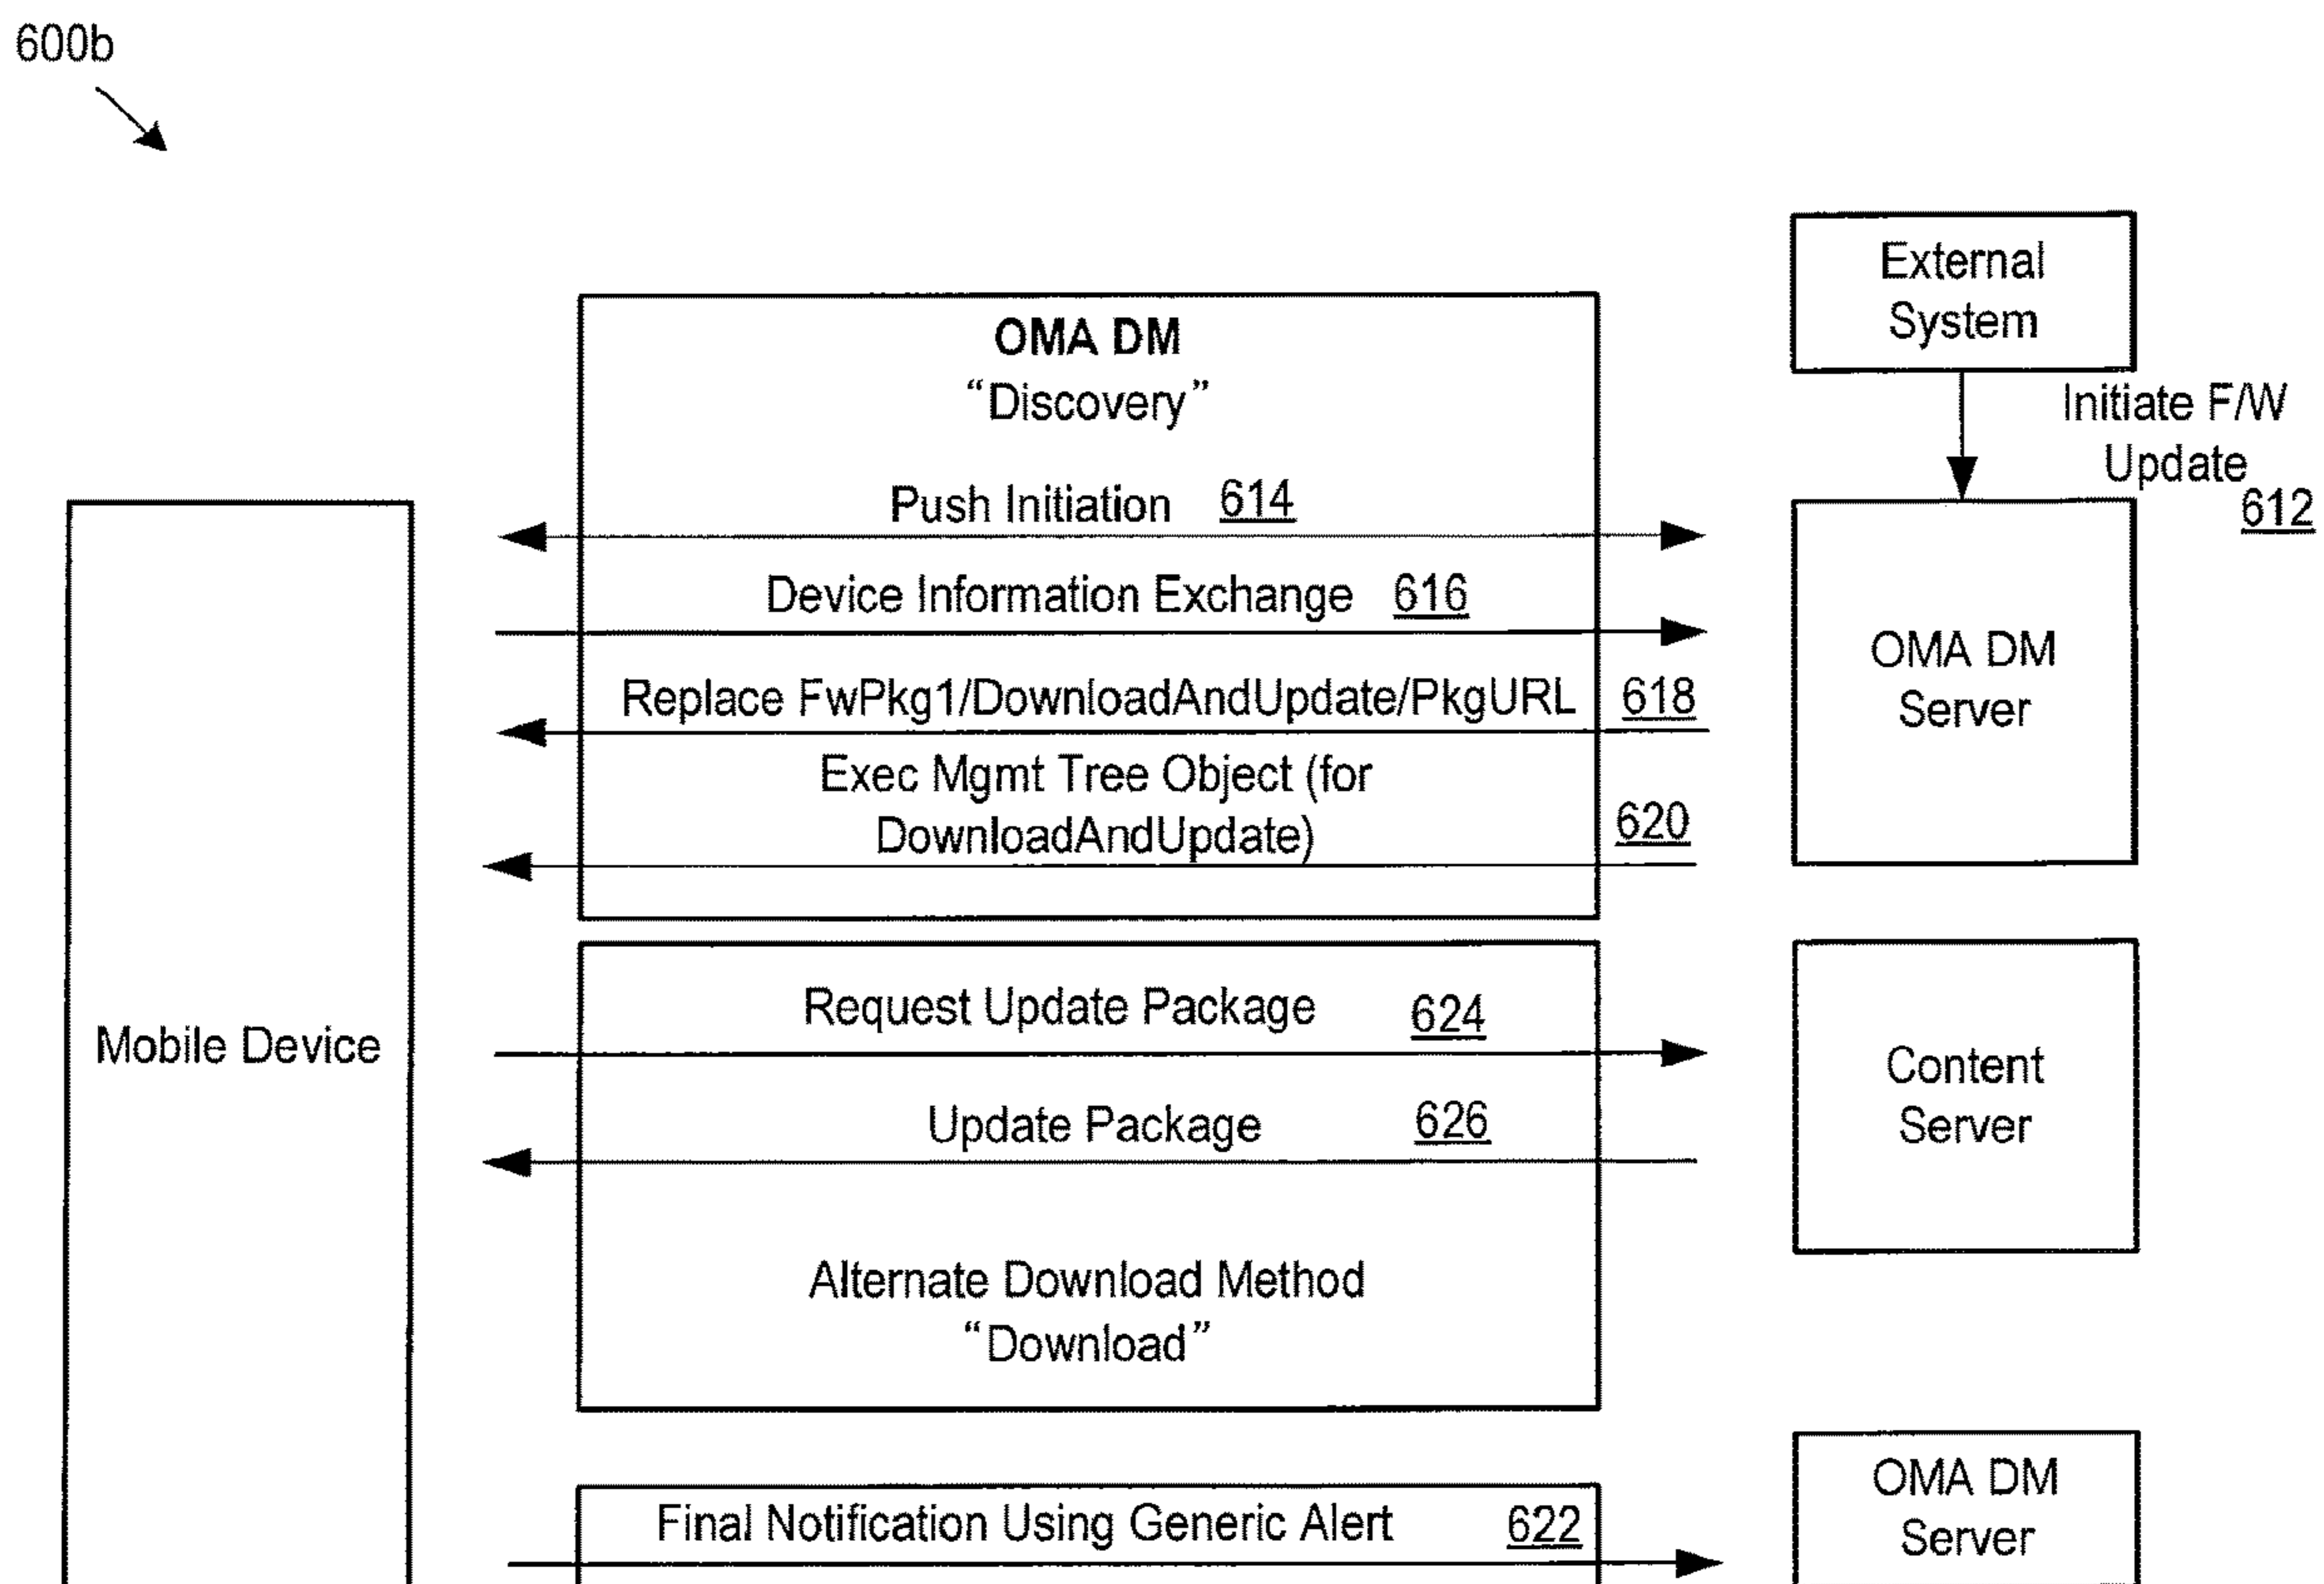 600b
External
System
Initiate F/W
Update
612
OMA DM
“Discovery”
Push Initiation 614
Device Information Exchange 616
Replace FwPkg1/DownloadAndUpdate/PkgURL 618
Exec Mgmt Tree Object (for
DownloadAndUpdate) 620
OMA DM
Server
Mobile Device
Request Update Package 624
Update Package 626
Alternate Download Method
“Download”
Content
Server
Final Notification Using Generic Alert 622
OMA DM
Server